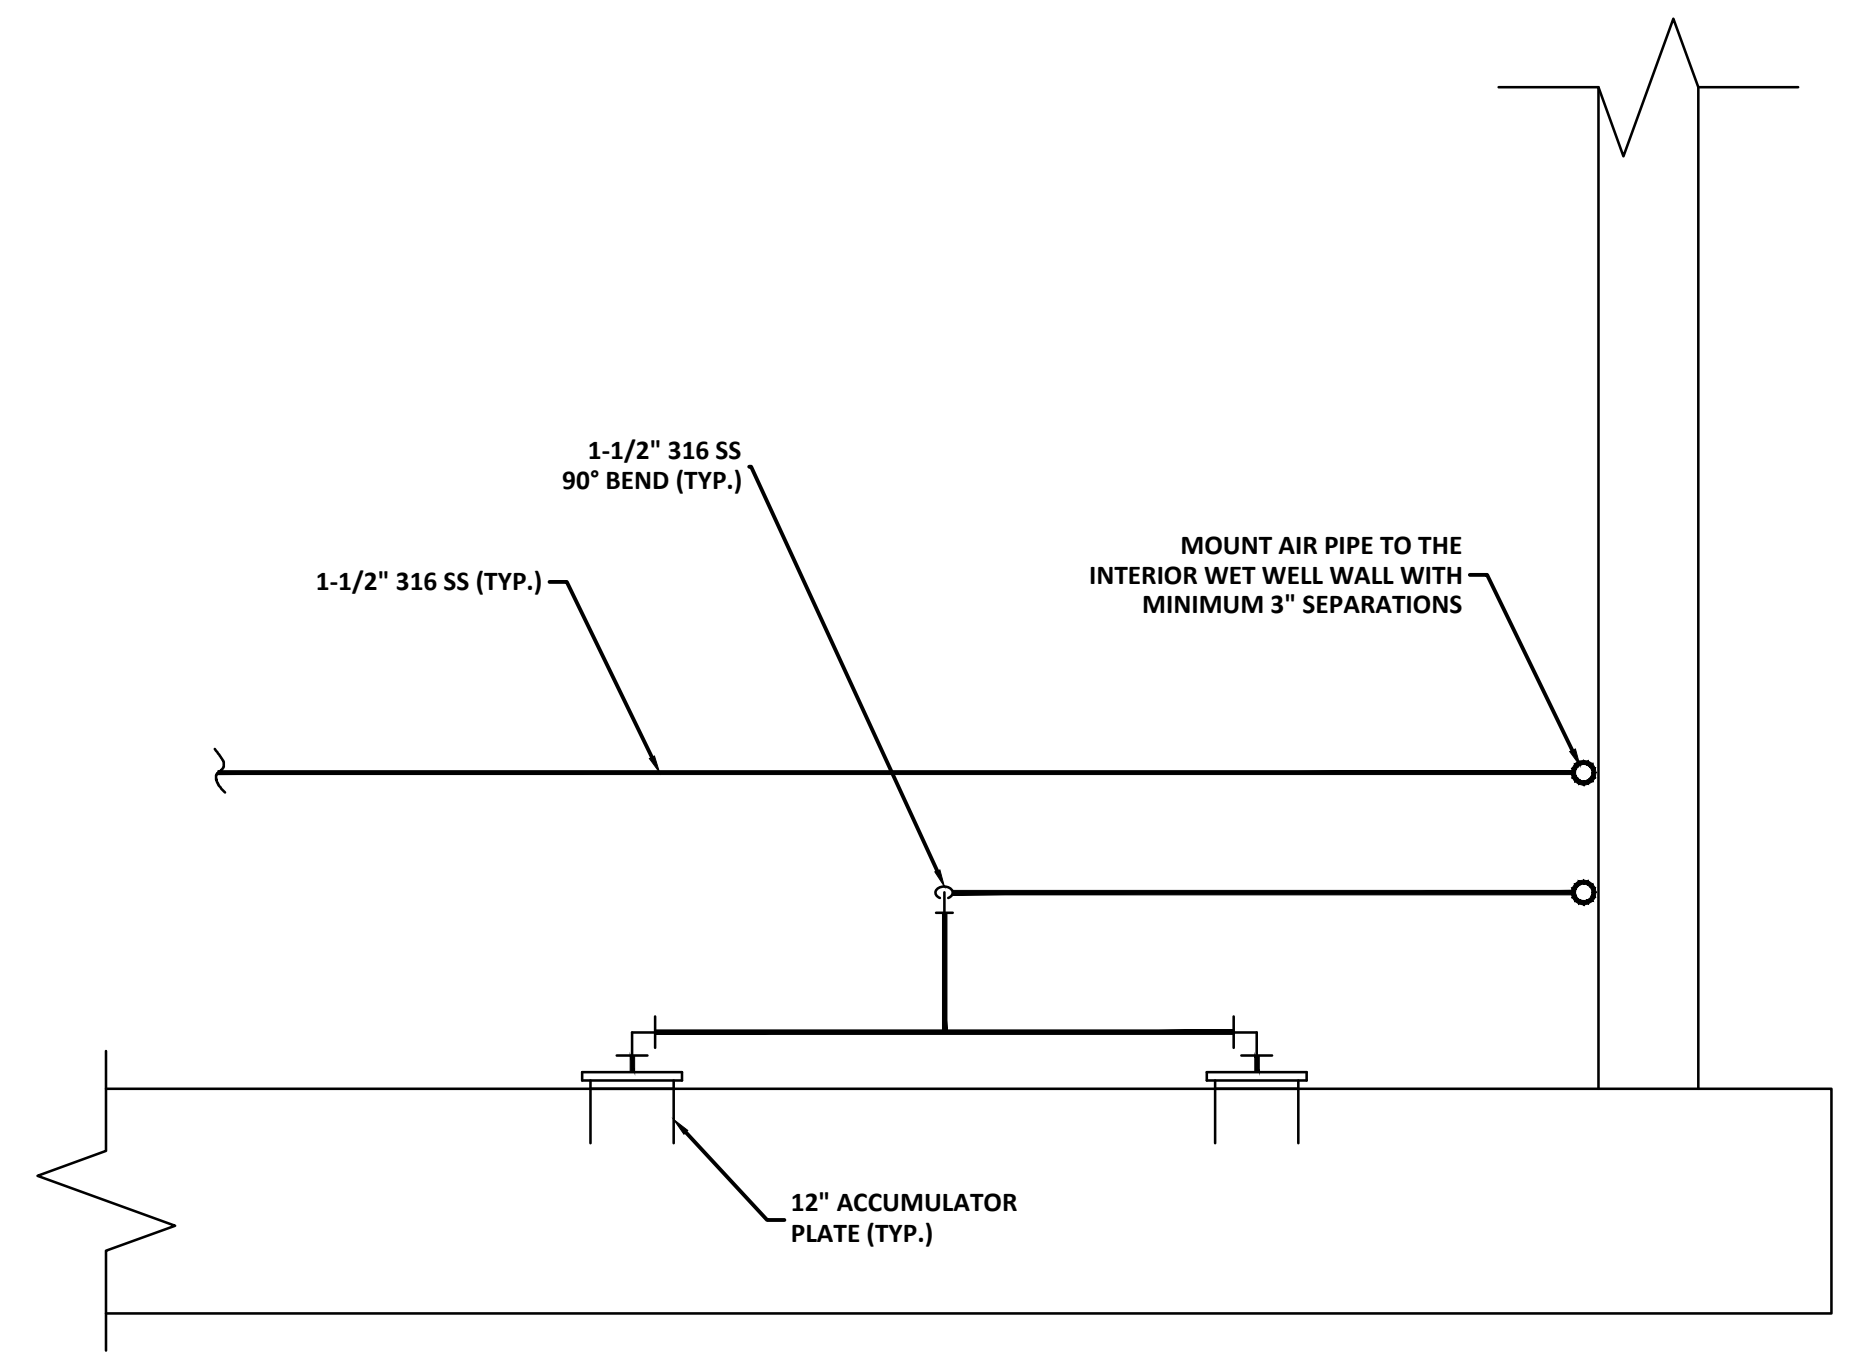 1-1/2" 316 SS
90° BEND (TYP.)
1-1/2" 316 SS (TYP.)
MOUNT AIR PIPE TO THE
INTERIOR WET WELL WALL WITH
MINIMUM 3" SEPARATIONS
12" ACCUMULATOR
PLATE (TYP.)